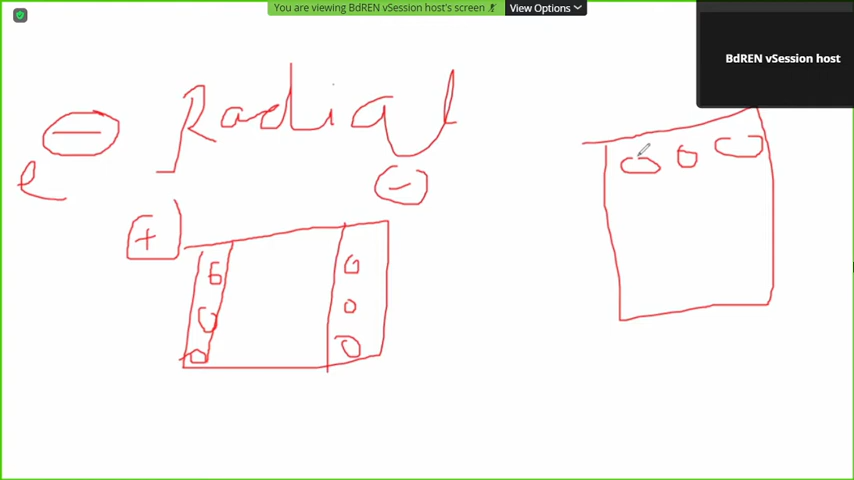 You are viewing BdREN vSession host's screen
View Options
BdREN vSession host
Radial
e